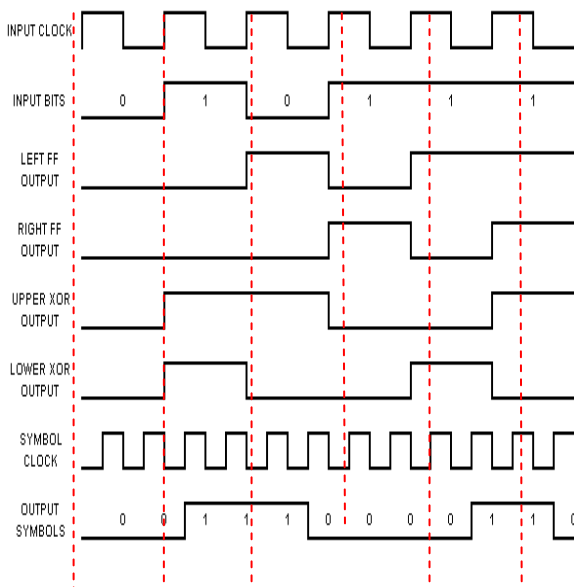 INPUT CLOCK
INPUT BITS
0 1 0 1 1 1
LEFT FF
OUTPUT
RIGHT FF
OUTPUT
UPPER XOR
OUTPUT
LOWER XOR
OUTPUT
SYMBOL
CLOCK
OUTPUT
SYMBOLS
0 0 1 1 1 0 0 0 0 1 1 0